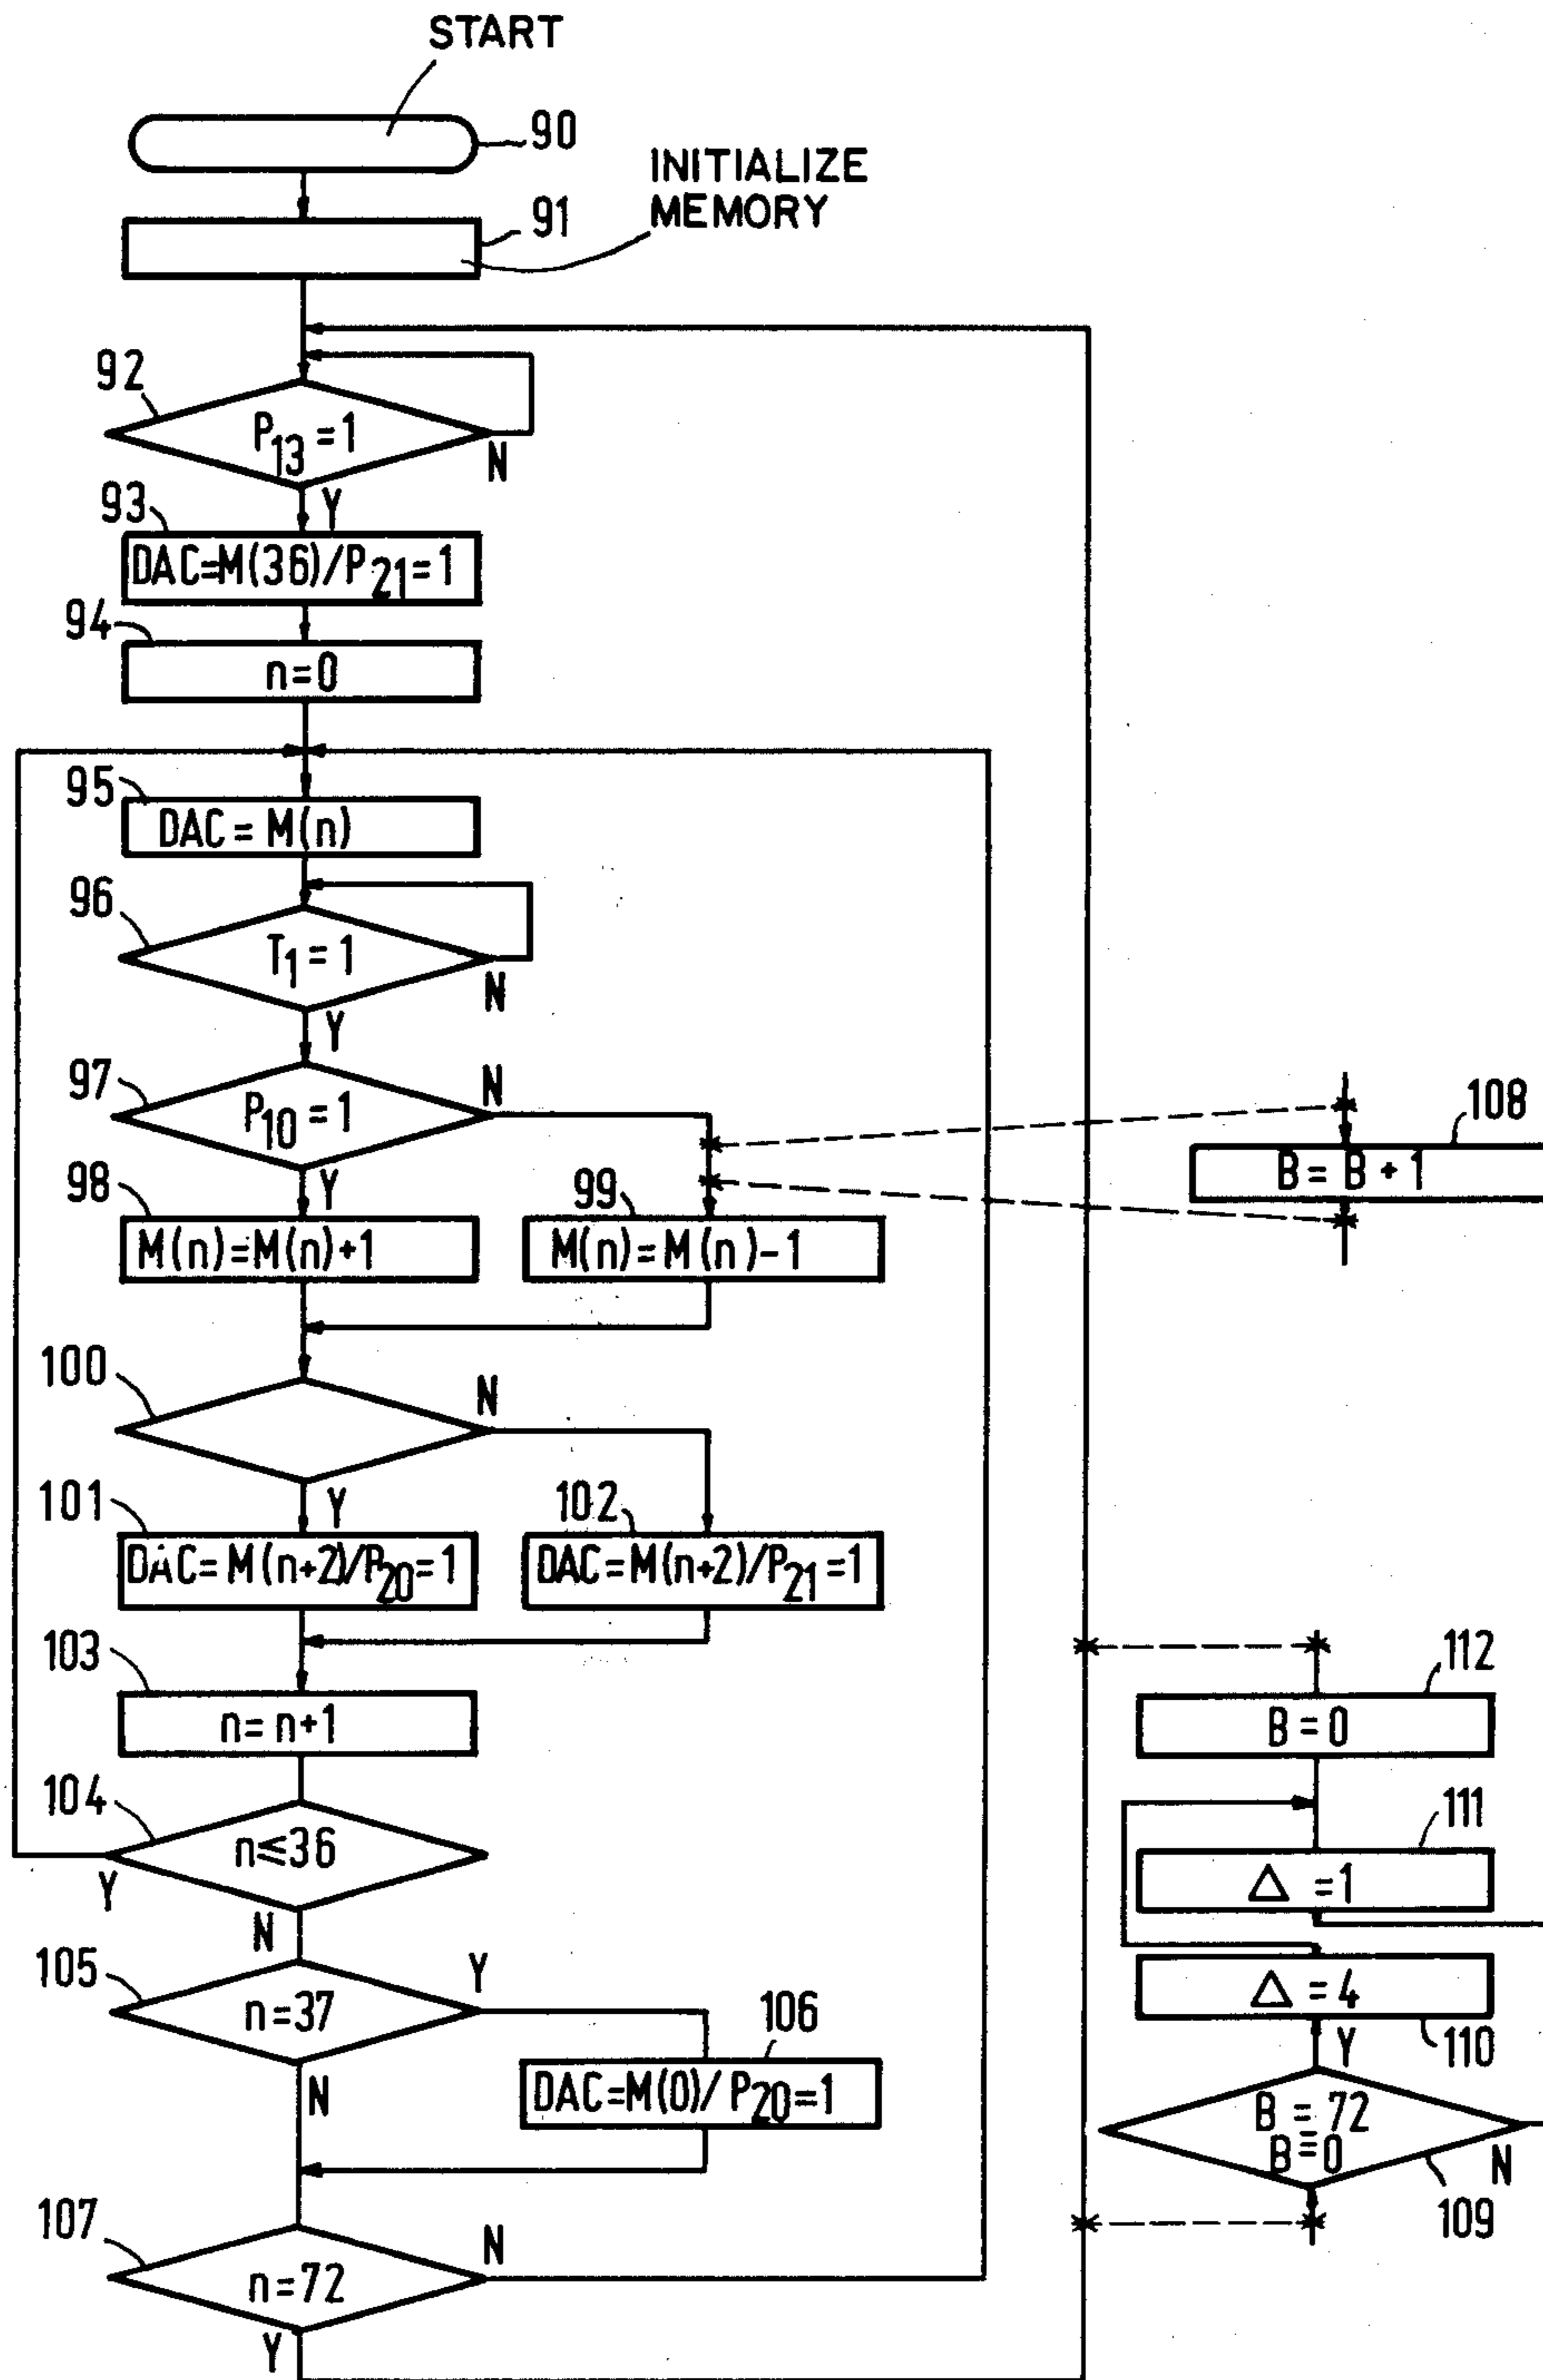 START
90
INITIALIZE
MEMORY
91
92
P13 = 1
N
Y
93
DAC=M(36)/P21=1
94
n=0
95
DAC = M(n)
96
T1 = 1
N
Y
97
P10 = 1
N
Y
108
B = B + 1
98
M(n)=M(n)+1
99
M(n)=M(n)-1
100
N
Y
101
DAC=M(n+2)/P20=1
102
DAC=M(n+2)/P21=1
103
n=n+1
112
B=0
104
n≤36
Y
N
111
△ =1
105
n=37
Y
N
106
DAC=M(0)/P20=1
△ =4
110
Y
B = 72
B=0
N
109
107
n=72
N
Y